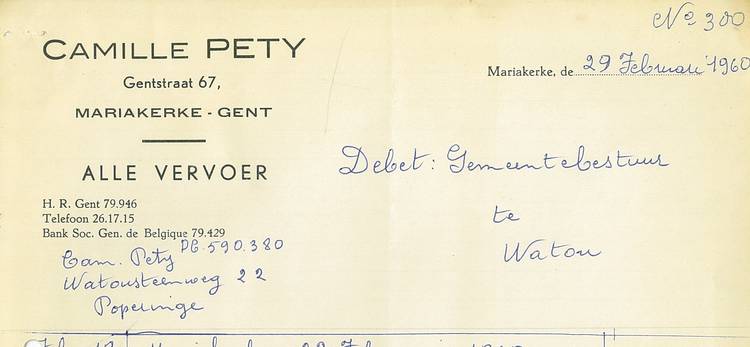 Nº 300
CAMILLE PETY
Gentstraat 67,
MARIAKERKE - GENT
Mariakerke, de 29 Februari 1960
ALLE VERVOER
Debet: Gemeentebestuur
te
Watou
H. R. Gent 79.946
Telefoon 26.17.15
Bank Soc. Gen. de Belgique 79.429
PC. 590.380
Cam. Pety
Watousteenweg 22
Poperinge